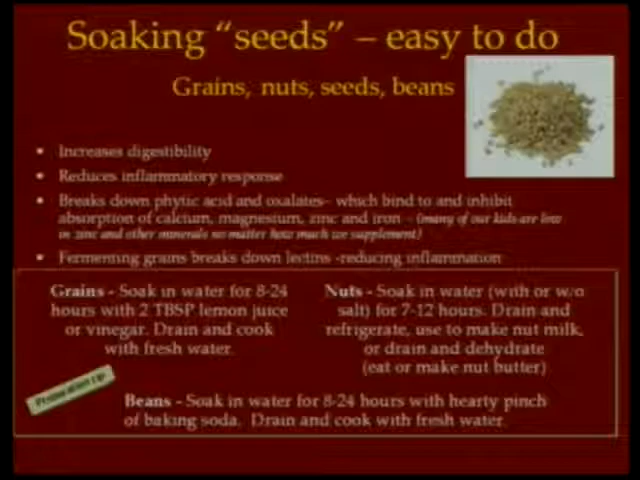 Soaking “seeds” – easy to do
Grains, nuts, seeds, beans
• Increases digestibility
• Reduces inflammatory response
• Breaks down phytic acid and oxalates– which bind to and inhibit
absorption of calcium, magnesium, zinc and iron – (many of our kids are low
in zinc and other minerals no matter how much we supplement)
• Fermenting grains breaks down lectins -reducing inflammation
Grains - Soak in water for 8-24
hours with 2 TBSP lemon juice
or vinegar. Drain and cook
with fresh water.
Nuts - Soak in water (with or w/o
salt) for 7-12 hours. Drain and
refrigerate, use to make nut milk,
or drain and dehydrate
(eat or make nut butter)
Preparation tip
Beans - Soak in water for 8-24 hours with hearty pinch
of baking soda. Drain and cook with fresh water.